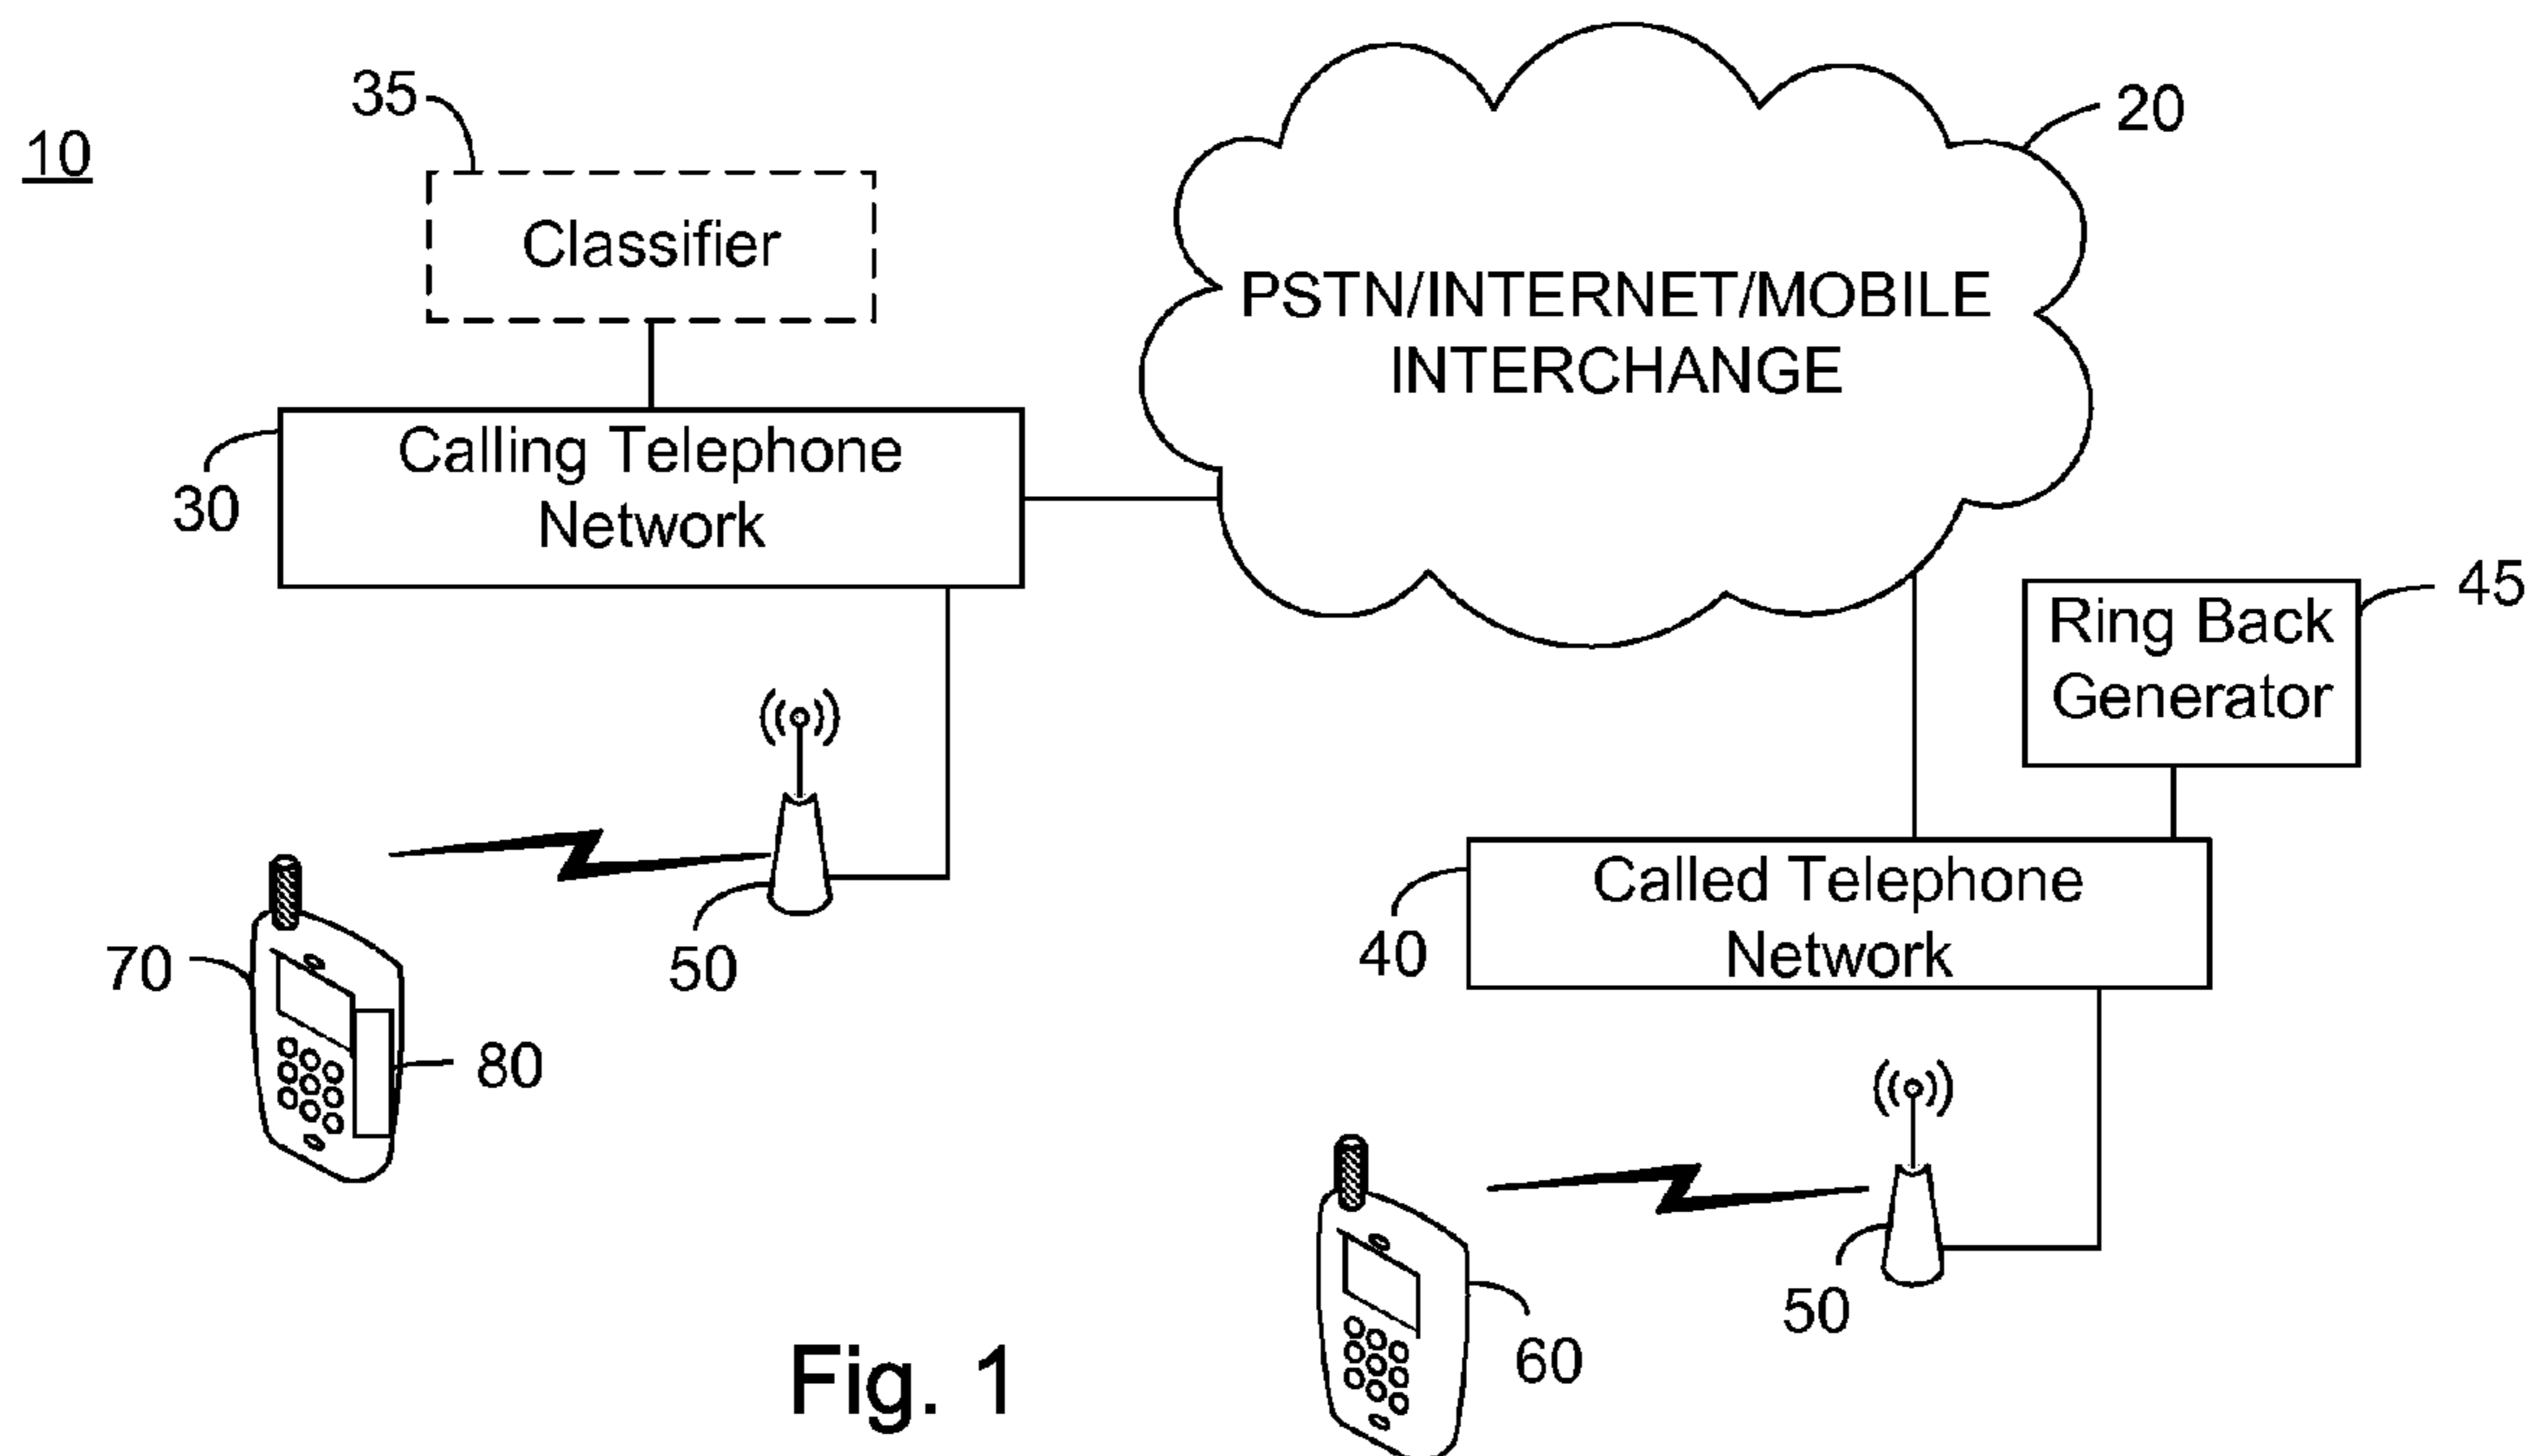 10
35
Classifier
20
PSTN/INTERNET/MOBILE
INTERCHANGE
30
Calling Telephone
Network
45
Ring Back
Generator
50
70
80
40
Called Telephone
Network
50
60
Fig. 1